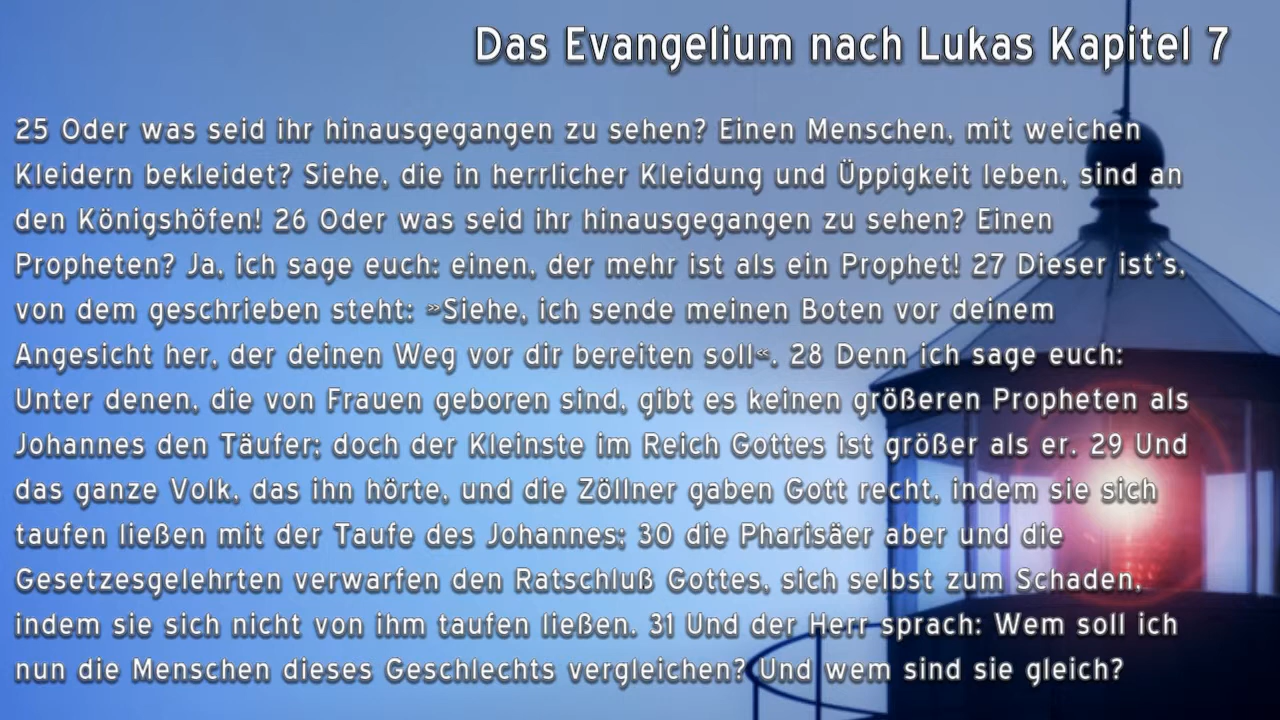 Das Evangelium nach Lukas Kapitel 7
25 Oder was seid ihr hinausgegangen zu sehen? Einen Menschen, mit weichen
Kleidern bekleidet? Siehe, die in herrlicher Kleidung und Üppigkeit leben, sind an
den Königshöfen! 26 Oder was seid ihr hinausgegangen zu sehen? Einen
Propheten? Ja, ich sage euch: einen, der mehr ist als ein Prophet! 27 Dieser ist's,
von dem geschrieben steht: »Siehe, ich sende meinen Boten vor deinem
Angesicht her, der deinen Weg vor dir bereiten soll«. 28 Denn ich sage euch:
Unter denen, die von Frauen geboren sind, gibt es keinen größeren Propheten als
Johannes den Täufer; doch der Kleinste im Reich Gottes ist größer als er. 29 Und
das ganze Volk, das ihn hörte, und die Zöllner gaben Gott recht, indem sie sich
taufen ließen mit der Taufe des Johannes; 30 die Pharisäer aber und die
Gesetzesgelehrten verwarfen den Ratschluß Gottes, sich selbst zum Schaden,
indem sie sich nicht von ihm taufen ließen. 31 Und der Herr sprach: Wem soll ich
nun die Menschen dieses Geschlechts vergleichen? Und wem sind sie gleich?